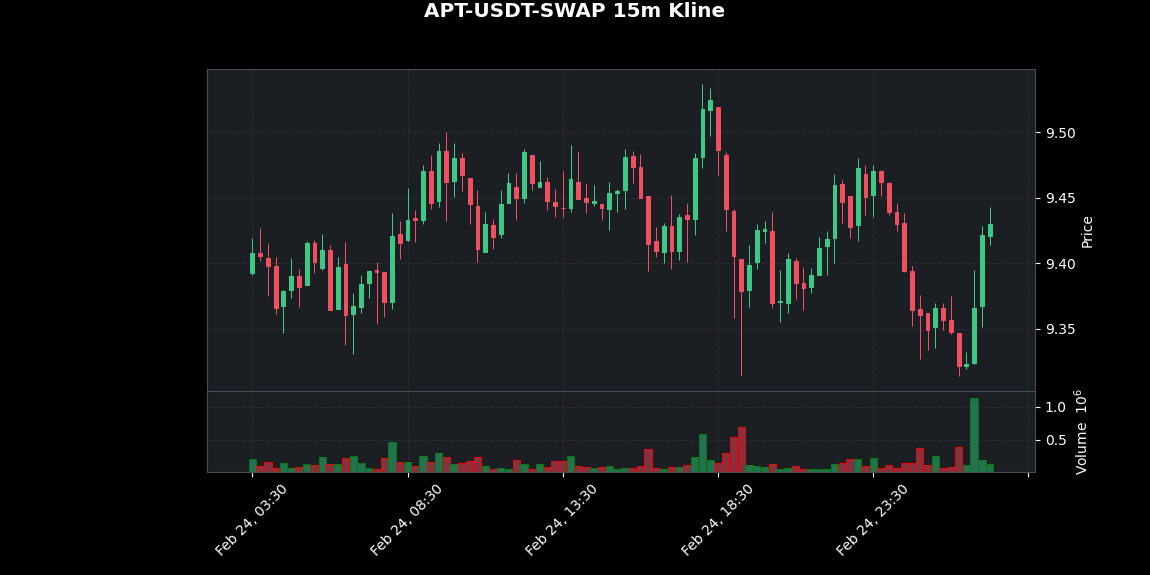 APT-USDT-SWAP 15m Kline
9.50
9.45
9.40
9.35
Price
1.0
0.5
Volume 10⁶
Feb 24, 03:30
Feb 24, 08:30
Feb 24, 13:30
Feb 24, 18:30
Feb 24, 23:30